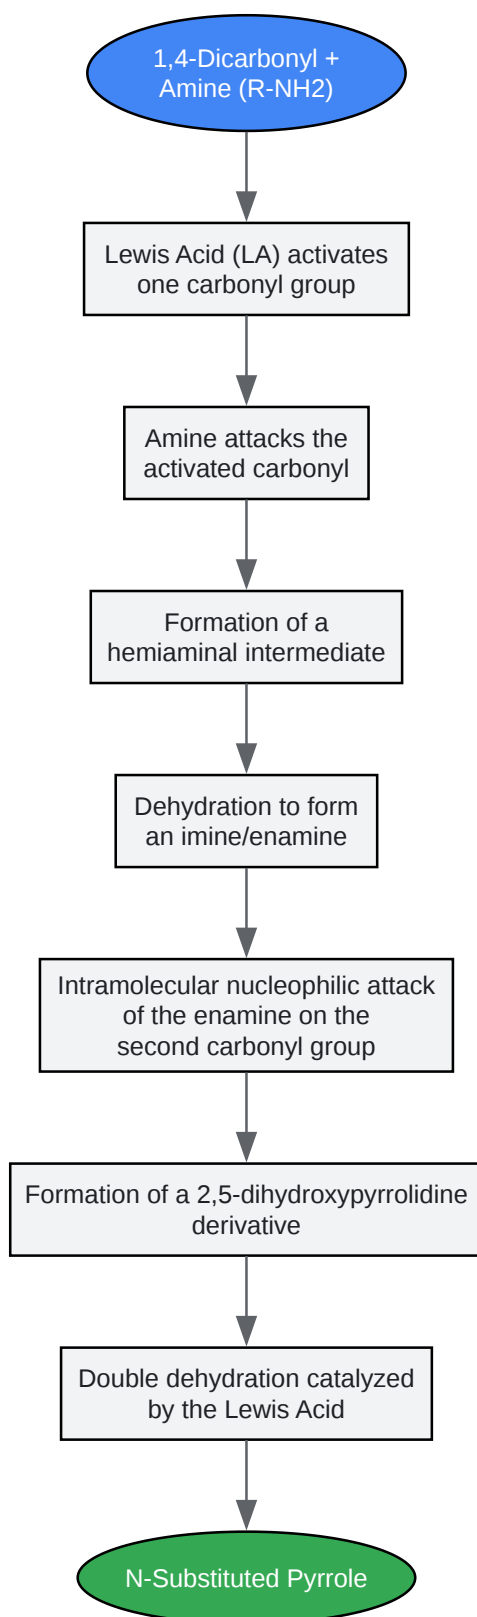 1,4-Dicarbonyl +
Amine (R-NH2)
Lewis Acid (LA) activates
one carbonyl group
Amine attacks the
activated carbonyl
Formation of a
hemiaminal intermediate
Dehydration to form
an imine/enamine
Intramolecular nucleophilic attack
of the enamine on the
second carbonyl group
Formation of a 2,5-dihydroxypyrrolidine
derivative
Double dehydration catalyzed
by the Lewis Acid
N-Substituted Pyrrole